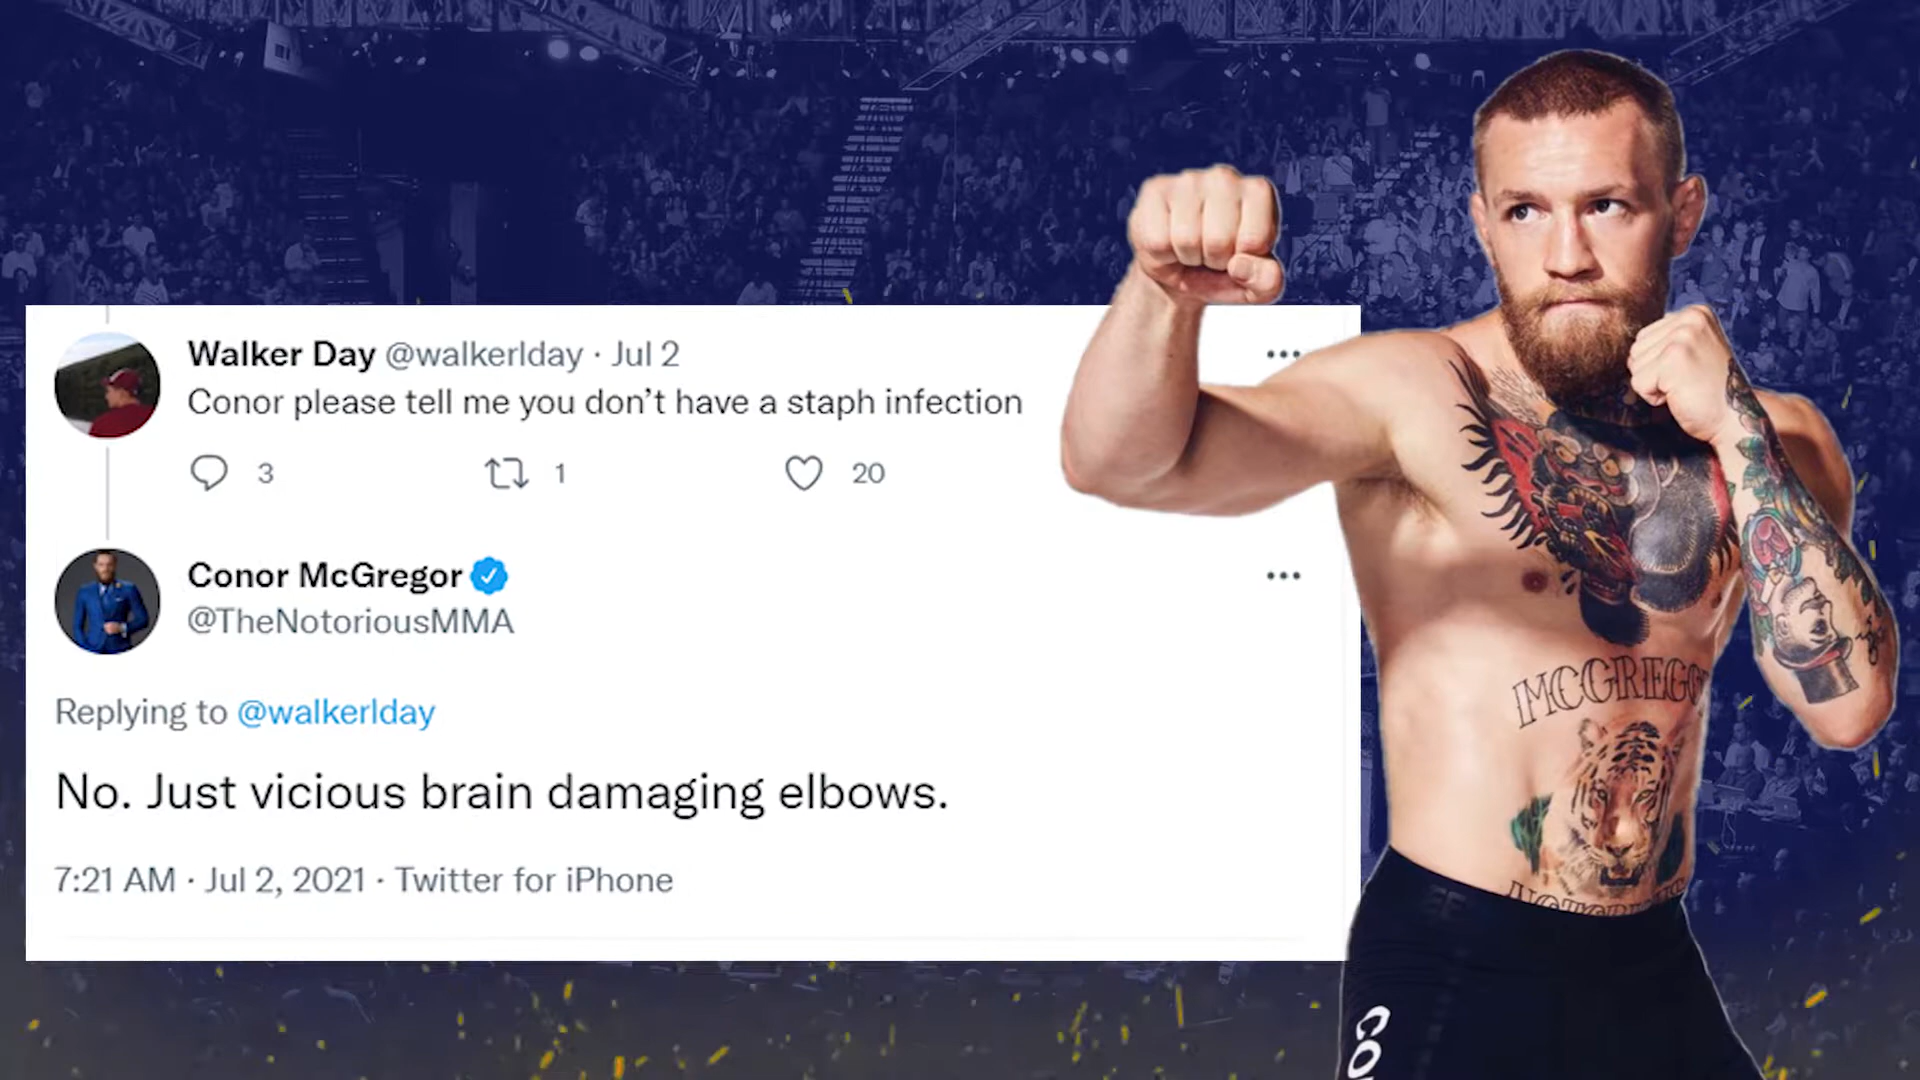 Walker Day @walkerlday · Jul 2
Conor please tell me you don't have a staph infection
3 1 20
Conor McGregor
@TheNotoriousMMA
Replying to @walkerlday
No. Just vicious brain damaging elbows.
7:21 AM · Jul 2, 2021 · Twitter for iPhone
MCGREGO
CO